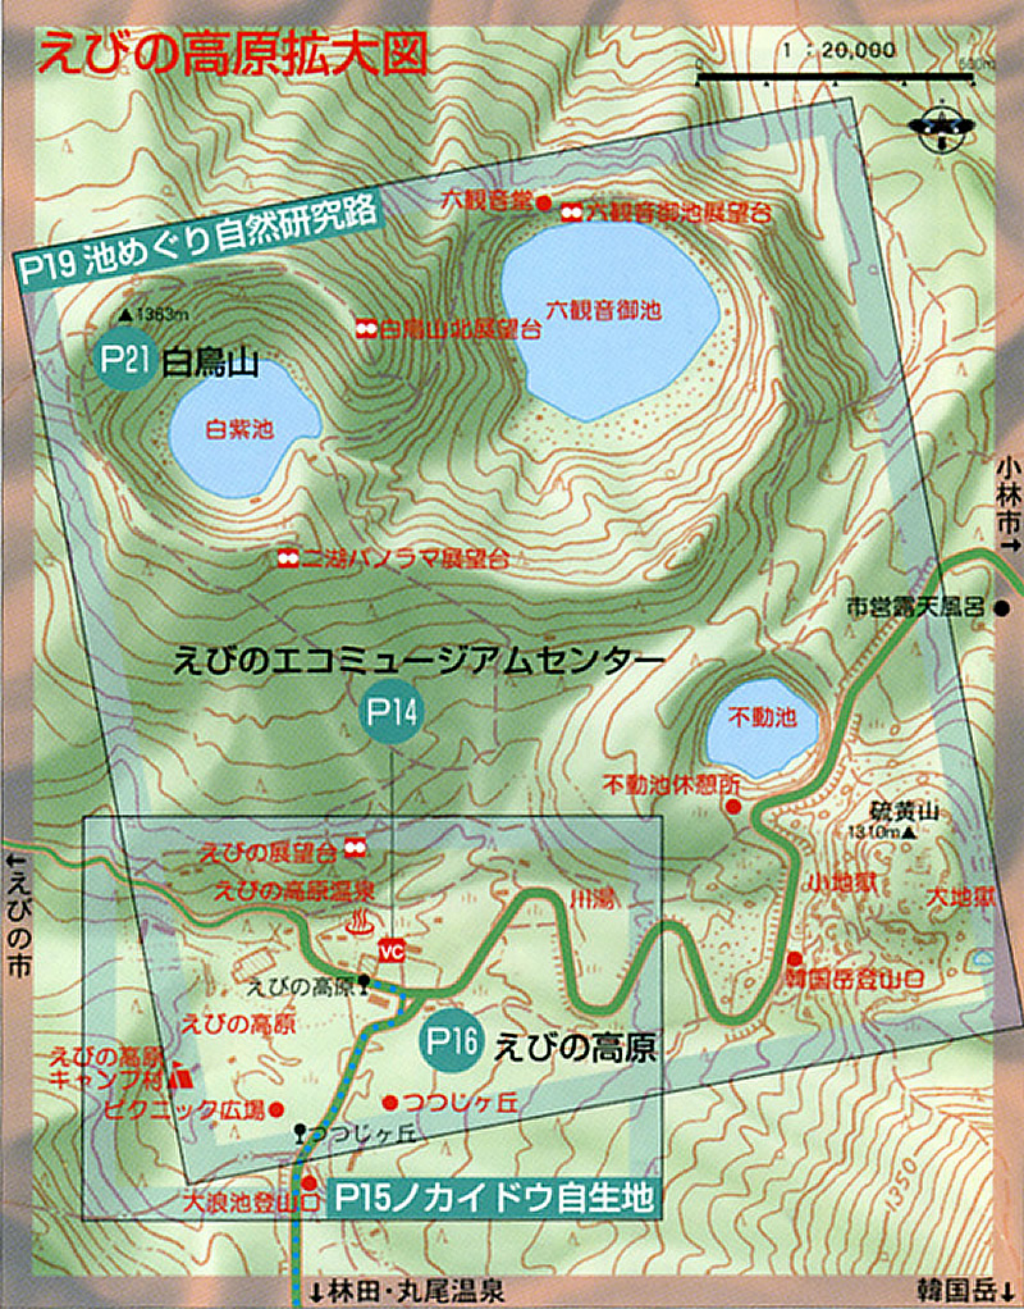 えびの高原拡大図
1 : 20,000
0
500m
六観音堂
六観音御池展望台
P19 池めぐり自然研究路
六観音御池
▲1363m
白鳥山北展望台
P21 白鳥山
白紫池
小林市→
二湖パノラマ展望台
市営露天風呂
えびのエコミュージアムセンター
P14
不動池
不動池休憩所
硫黄山
1310m▲
えびの展望台
小地獄
えびの高原温泉
川湯
大地獄
←えびの市
VC
韓国岳登山口
えびの高原
えびの高原
P16 えびの高原
えびの高原
キャンプ村
ピクニック広場
つつじヶ丘
つつじヶ丘
1350
大浪池登山口
P15ノカイドウ自生地
↓林田・丸尾温泉
韓国岳↓